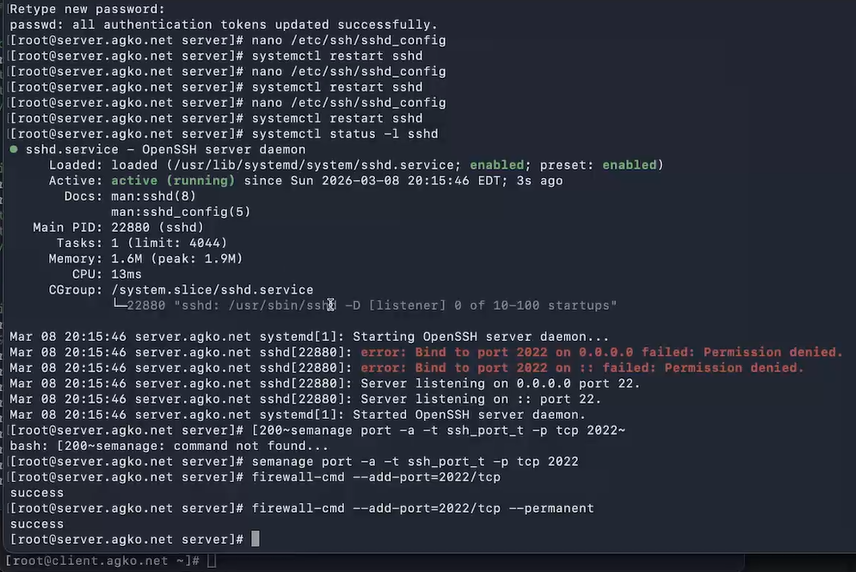 Retype new password:
passwd: all authentication tokens updated successfully.
[root@server.agko.net server]# nano /etc/ssh/sshd_config
[root@server.agko.net server]# systemctl restart sshd
[root@server.agko.net server]# nano /etc/ssh/sshd_config
[root@server.agko.net server]# systemctl restart sshd
[root@server.agko.net server]# nano /etc/ssh/sshd_config
[root@server.agko.net server]# systemctl restart sshd
[root@server.agko.net server]# systemctl status -l sshd
● sshd.service – OpenSSH server daemon
Loaded: loaded (/usr/lib/systemd/system/sshd.service; enabled; preset: enabled)
Active: active (running) since Sun 2026-03-08 20:15:46 EDT; 3s ago
Docs: man:sshd(8)
man:sshd_config(5)
Main PID: 22880 (sshd)
Tasks: 1 (limit: 4044)
Memory: 1.6M (peak: 1.9M)
CPU: 13ms
CGroup: /system.slice/sshd.service
└─22880 "sshd: /usr/sbin/sshd -D [listener] 0 of 10-100 startups"
Mar 08 20:15:46 server.agko.net systemd[1]: Starting OpenSSH server daemon...
Mar 08 20:15:46 server.agko.net sshd[22880]: error: Bind to port 2022 on 0.0.0.0 failed: Permission denied.
Mar 08 20:15:46 server.agko.net sshd[22880]: error: Bind to port 2022 on :: failed: Permission denied.
Mar 08 20:15:46 server.agko.net sshd[22880]: Server listening on 0.0.0.0 port 22.
Mar 08 20:15:46 server.agko.net sshd[22880]: Server listening on :: port 22.
Mar 08 20:15:46 server.agko.net systemd[1]: Started OpenSSH server daemon.
[root@server.agko.net server]# [200~semanage port -a -t ssh_port_t -p tcp 2022~
bash: [200~semanage: command not found...
[root@server.agko.net server]# semanage port -a -t ssh_port_t -p tcp 2022
[root@server.agko.net server]# firewall-cmd --add-port=2022/tcp
success
[root@server.agko.net server]# firewall-cmd --add-port=2022/tcp --permanent
success
[root@server.agko.net server]#
[root@client.agko.net ~]#